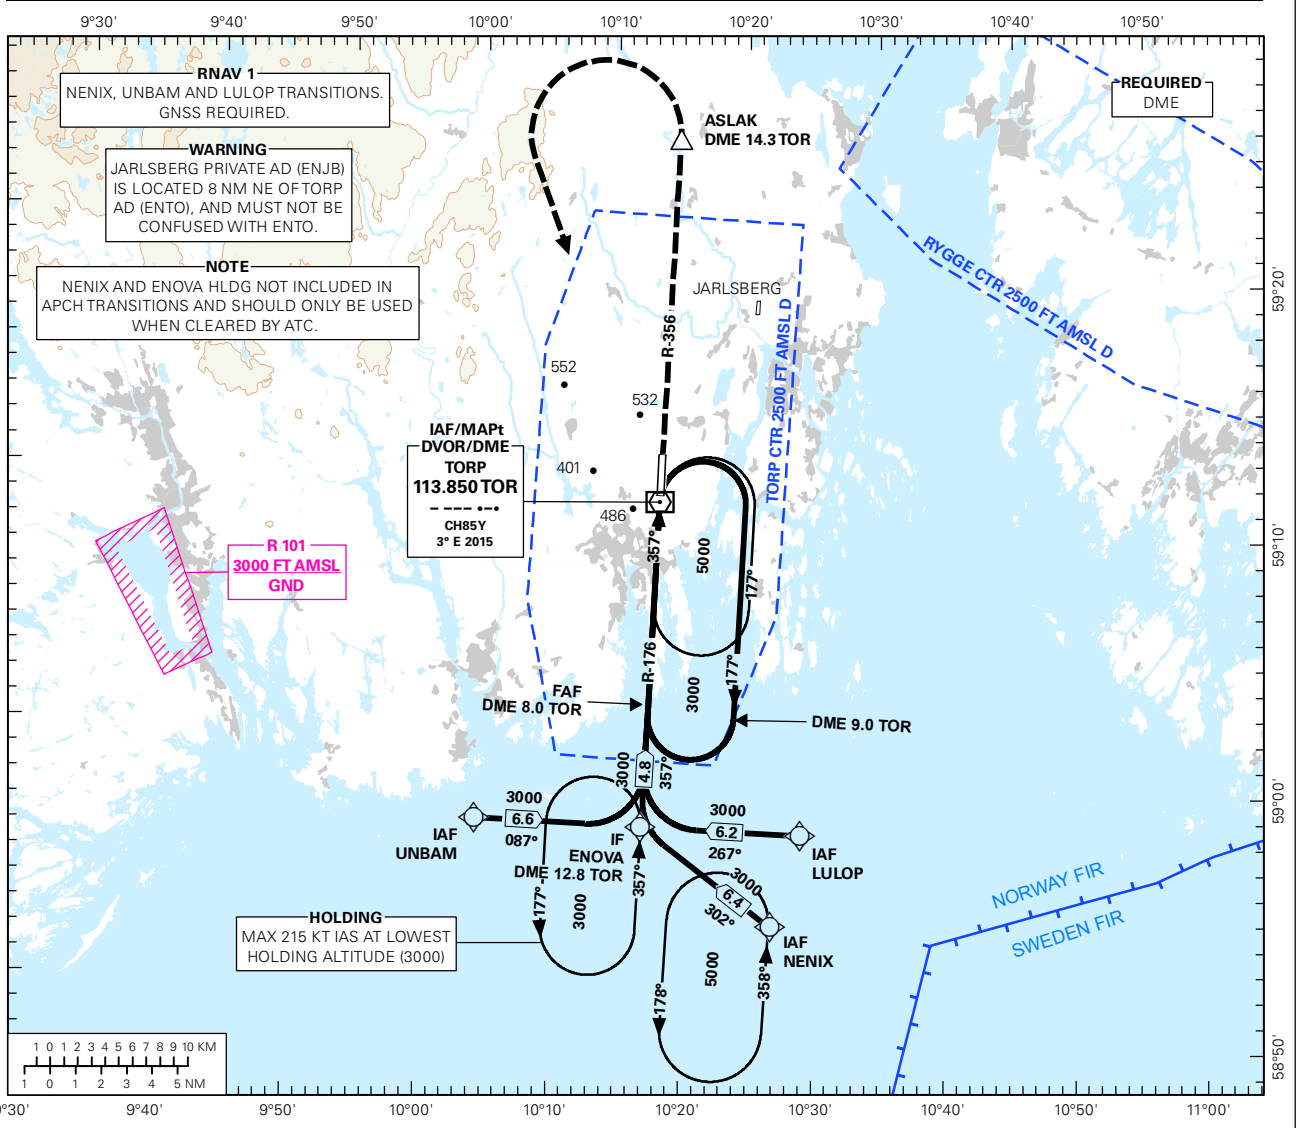 9°30'
9°40'
9°50'
10°00'
10°10'
10°20'
10°30'
10°40'
10°50'
RNAV 1
NENIX, UNBAM AND LULOP TRANSITIONS.
GNSS REQUIRED.
REQUIRED
DME
ASLAK
DME 14.3 TOR
WARNING
JARLSBERG PRIVATE AD (ENJB)
IS LOCATED 8 NM NE OF TORP
AD (ENTO), AND MUST NOT BE
CONFUSED WITH ENTO.
NOTE
NENIX AND ENOVA HLDG NOT INCLUDED IN
APCH TRANSITIONS AND SHOULD ONLY BE USED
WHEN CLEARED BY ATC.
RYGGE CTR 2500 FT AMSL D
59°20'
JARLSBERG
R-356
TORP CTR 2500 FT AMSL D
552
532
401
486
IAF/MAPt
DVOR/DME
TORP
113.850 TOR
CH85Y
3° E 2015
59°10'
R 101
3000 FT AMSL
GND
357°
5000
177°
R-176
177°
3000
FAF
DME 8.0 TOR
DME 9.0 TOR
3000
4.8
357°
59°00'
3000
6.6
087°
IAF
UNBAM
3000
6.2
267°
IAF
LULOP
IF
ENOVA
DME 12.8 TOR
177°
3000
357°
3000
6.4
302°
IAF
NENIX
5000
178°
358°
HOLDING
MAX 215 KT IAS AT LOWEST
HOLDING ALTITUDE (3000)
NORWAY FIR
SWEDEN FIR
58°50'
1 0 1 2 3 4 5 6 7 8 9 10 KM
1 0 1 2 3 4 5 NM
9°30'
9°40'
9°50'
10°00'
10°10'
10°20'
10°30'
10°40'
10°50'
11°00'